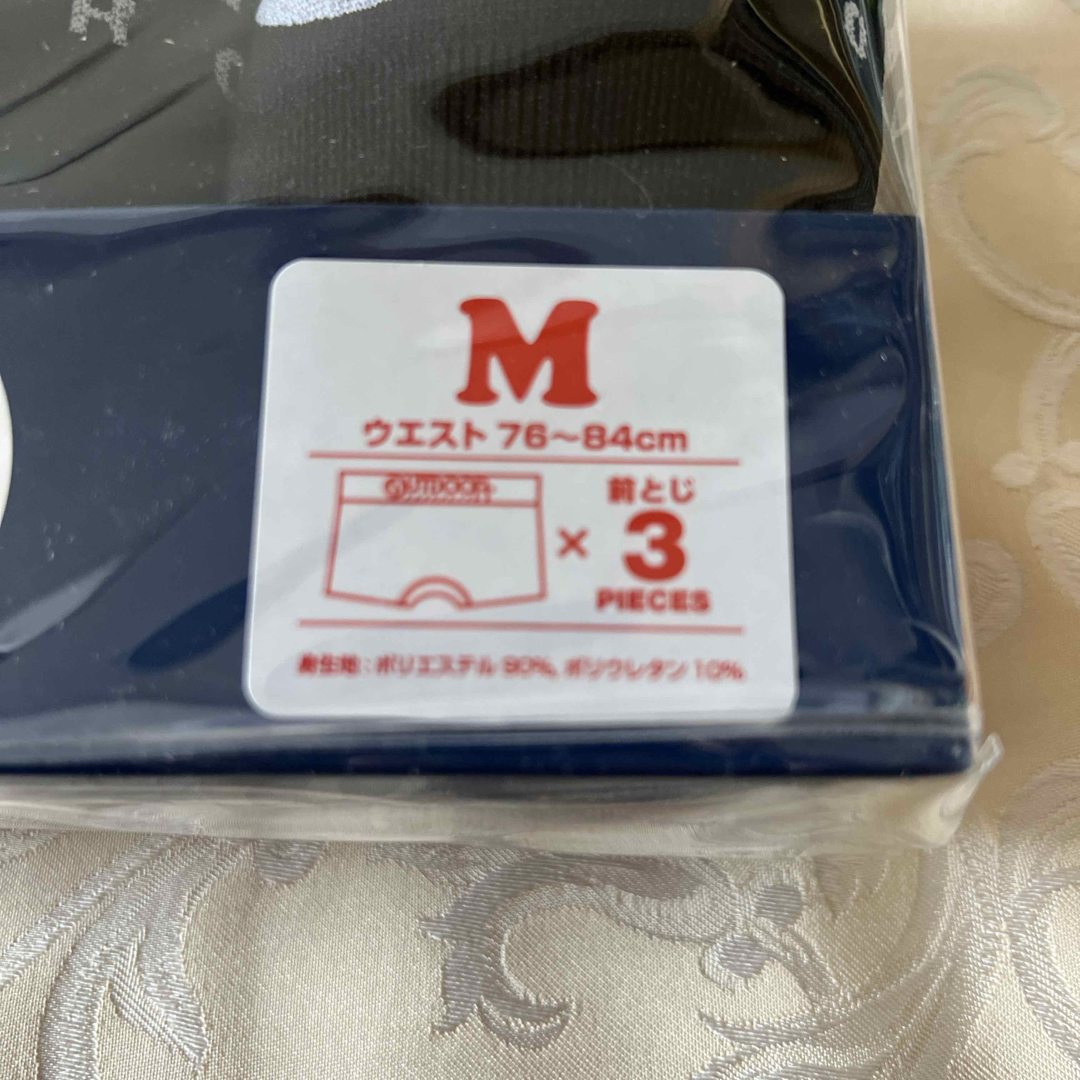 M
ウエスト 76～84cm
OUTDOOR
×
前とじ
3
PIECES
身生地：ポリエステル 90%, ポリウレタン 10%